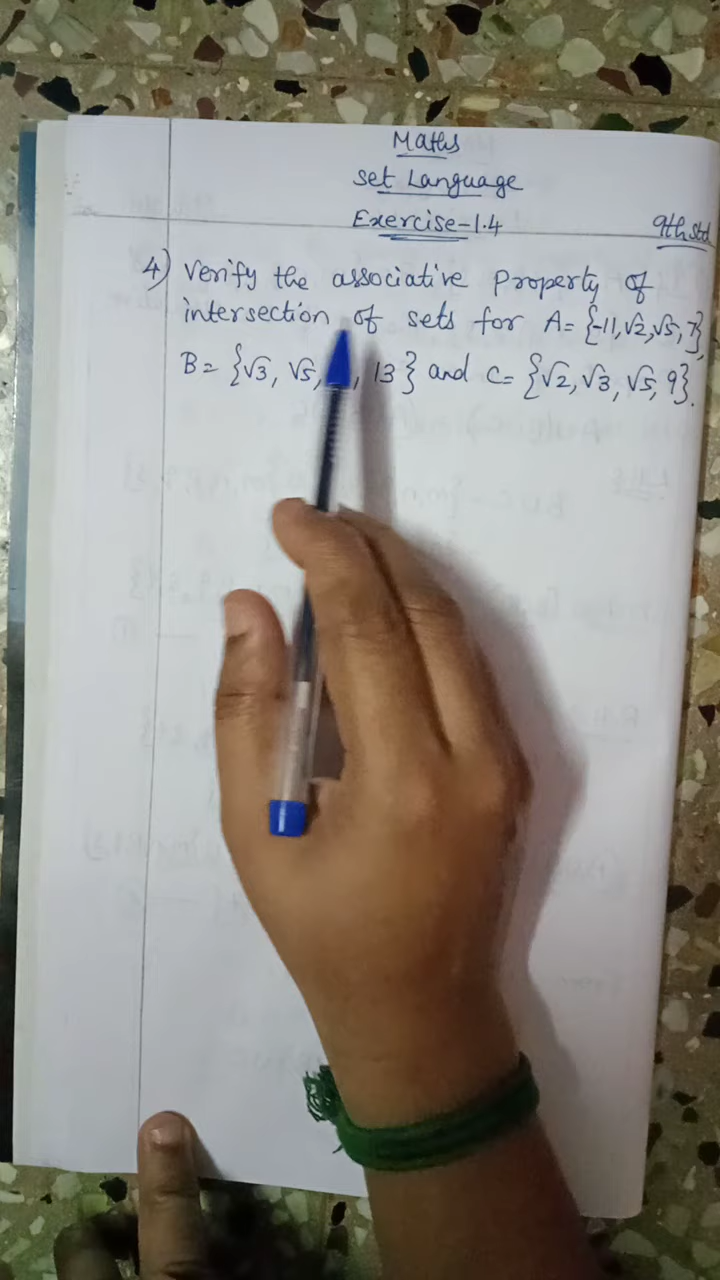 Maths
Set Language
Exercise-1.4
9th std
4) Verify the associative Property of
intersection of sets for A= {-11, √2, √5, 7},
B= {√3, √5, , 13} and C= {√2, √3, √5, 9}.